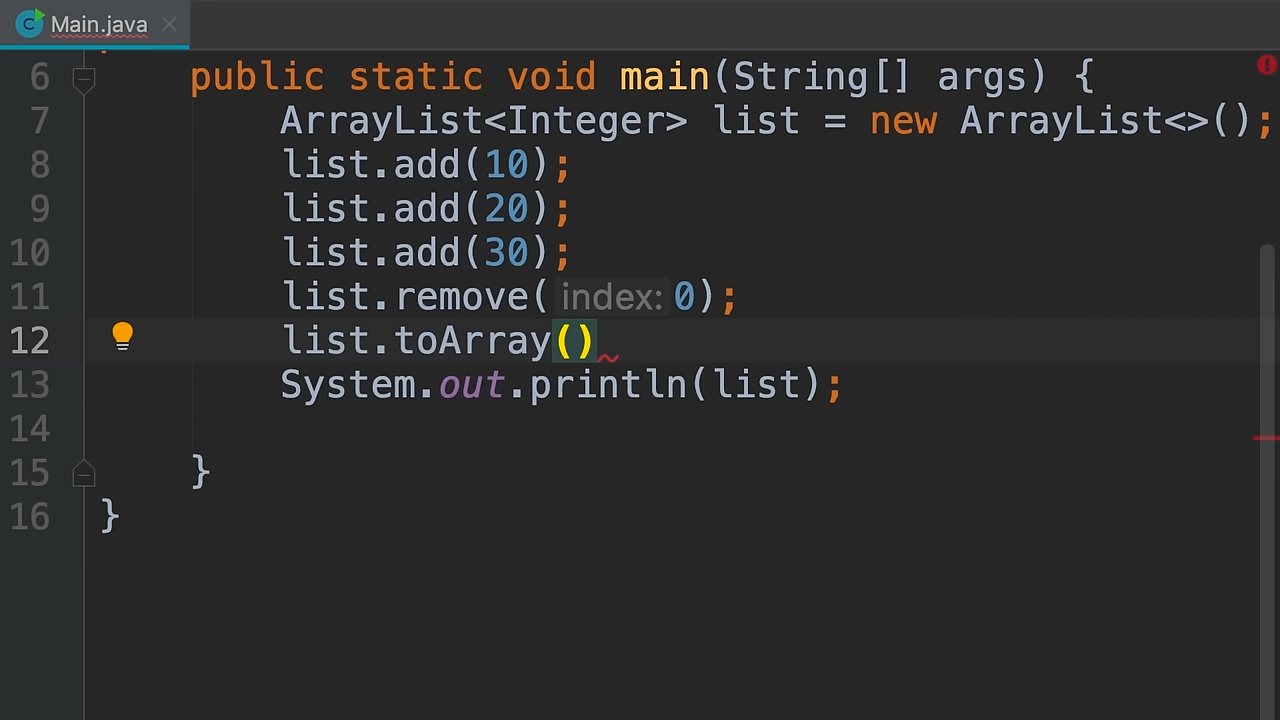 Main.java
6 public static void main(String[] args) {
7 ArrayList<Integer> list = new ArrayList<>();
8 list.add(10);
9 list.add(20);
10 list.add(30);
11 list.remove( index: 0);
12 list.toArray()
13 System.out.println(list);
14
15 }
16 }